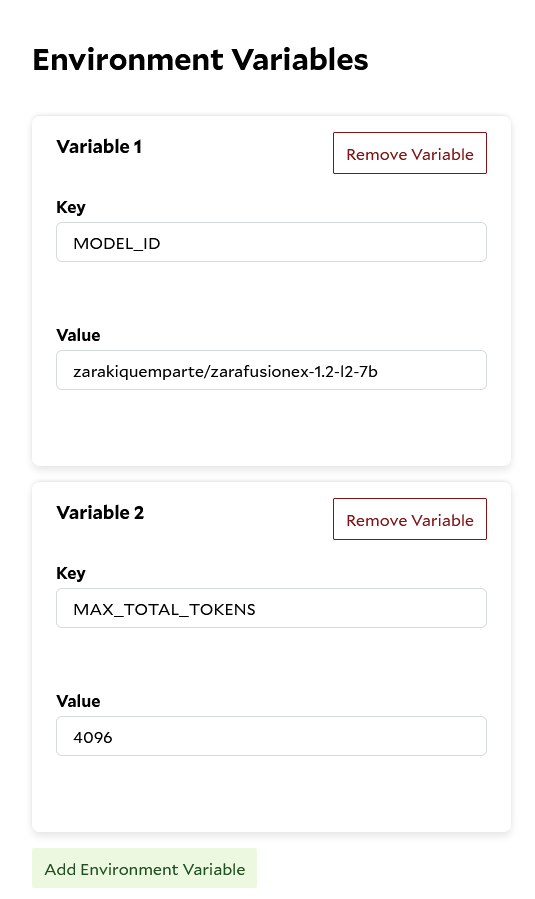 Environment Variables
Variable 1
Remove Variable
Key
MODEL_ID
Value
zarakiquemparte/zarafusionex-1.2-l2-7b
Variable 2
Remove Variable
Key
MAX_TOTAL_TOKENS
Value
4096
Add Environment Variable